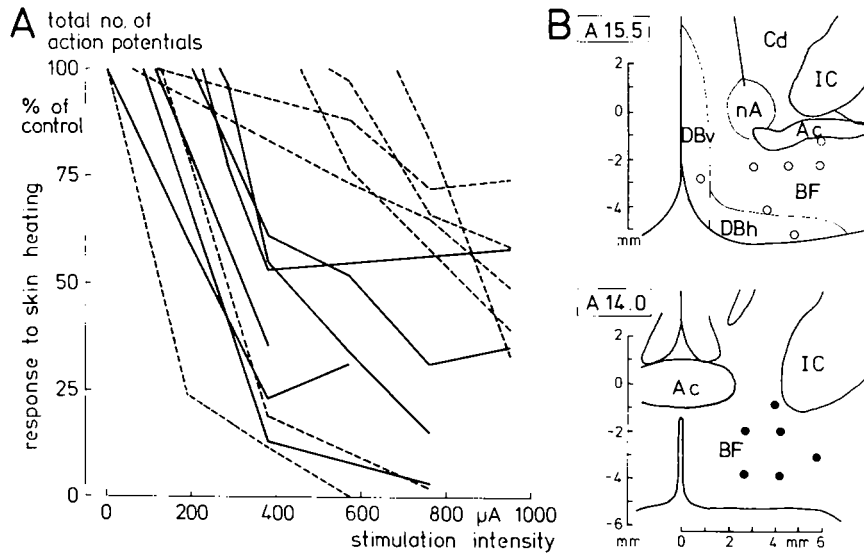 A total no. of
action potentials
100
% of
control
75
50
25
0
response to skin heating
0 200 400 600 800 µA 1000
stimulation intensity
B A 15.5
2
0
-2
-4
mm
Cd
IC
nA
Ac
DBv
BF
DBh
A 14.0
2
0
-2
-4
-6
mm
Ac
IC
BF
0 2 4 mm 6